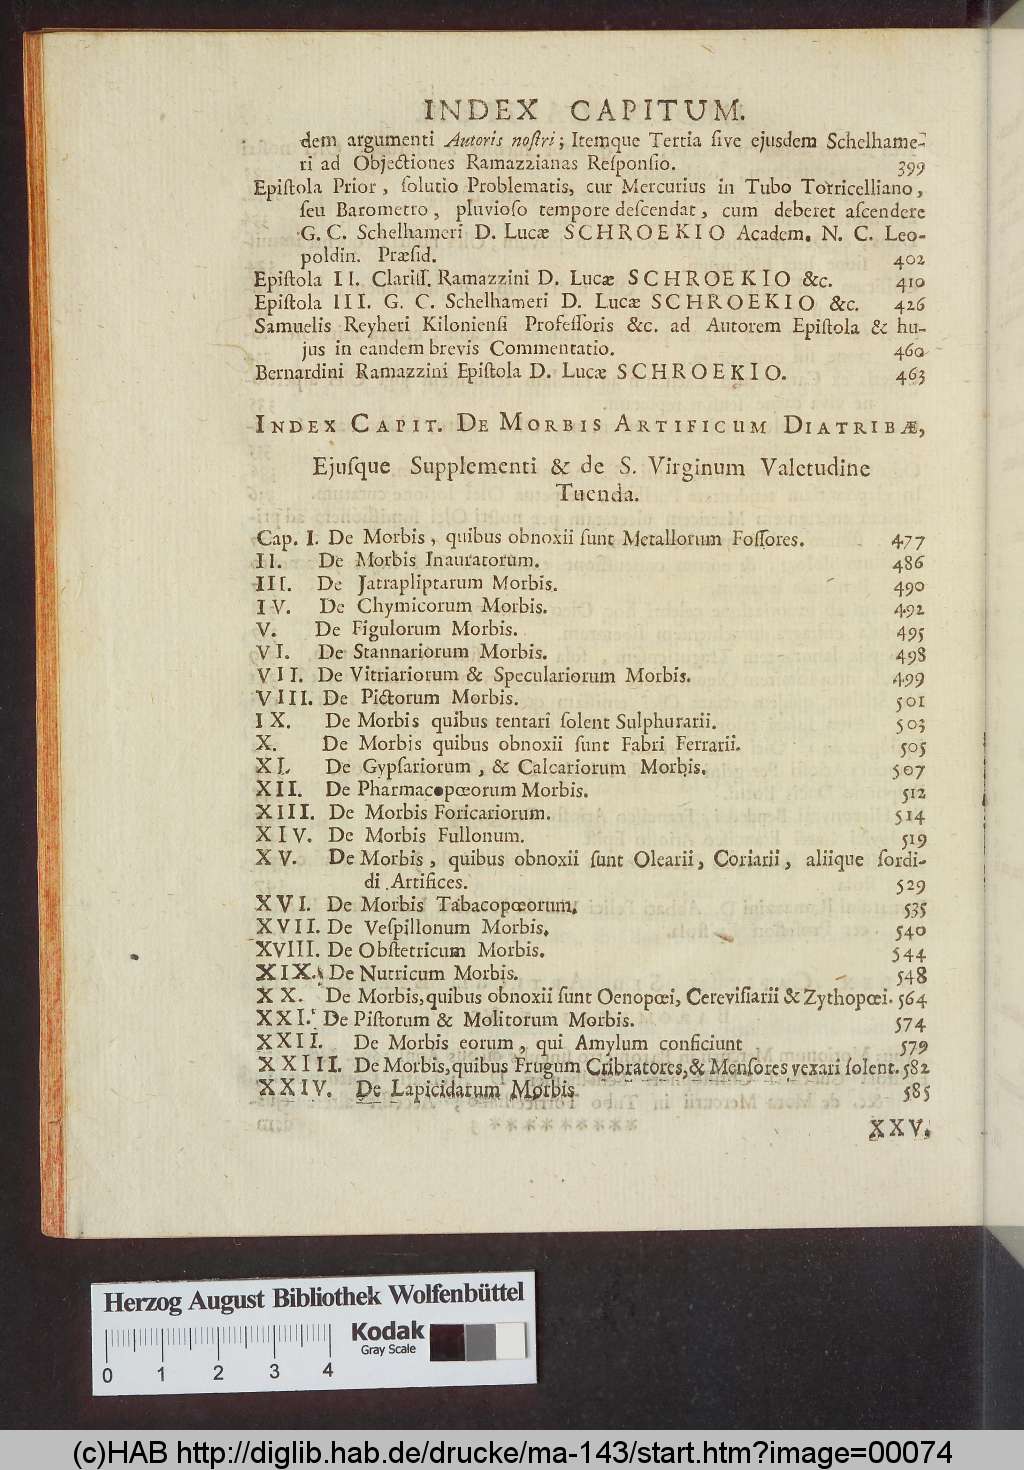 INDEX CAPITUM.
dem argumenti Autoris noſtri; Itemque Tertia ſive ejusdem Schelhame-
ri ad Objectiones Ramazzianas Reſponſio. 399
Epiſtola Prior, ſolutio Problematis, cur Mercurius in Tubo Torricelliano,
ſeu Barometro, pluvioſo tempore deſcendat, cum deberet aſcendere
G. C. Schelhameri D. Lucæ SCHROEKIO Academ. N. C. Leo-
poldin. Præſid. 402
Epiſtola II. Clariſſ. Ramazzini D. Lucæ SCHROEKIO &c. 410
Epiſtola III. G. C. Schelhameri D. Lucæ SCHROEKIO &c. 426
Samuelis Reyheri Kilonienſi Profeſſoris &c. ad Autorem Epiſtola & hu-
jus in eandem brevis Commentatio. 460
Bernardini Ramazzini Epiſtola D. Lucæ SCHROEKIO. 463
INDEX CAPIT. DE MORBIS ARTIFICUM DIATRIBÆ,
Ejuſque Supplementi & de S. Virginum Valetudine
Tuenda.
Cap. I. De Morbis, quibus obnoxii ſunt Metallorum Foſſores. 477
II. De Morbis Inauratorum. 486
III. De Jatrapliptarum Morbis. 490
IV. De Chymicorum Morbis. 492
V. De Figulorum Morbis. 495
VI. De Stannariorum Morbis. 498
VII. De Vitriariorum & Speculariorum Morbis. 499
VIII. De Pictorum Morbis. 501
IX. De Morbis quibus tentari ſolent Sulphurarii. 503
X. De Morbis quibus obnoxii ſunt Fabri Ferrarii. 505
XI. De Gypſariorum, & Calcariorum Morbis. 507
XII. De Pharmacopœorum Morbis. 512
XIII. De Morbis Foricariorum. 514
XIV. De Morbis Fullonum. 519
XV. De Morbis, quibus obnoxii ſunt Olearii, Coriarii, aliique ſordi-
di Artifices. 529
XVI. De Morbis Tabacopœorum. 535
XVII. De Veſpillonum Morbis. 540
XVIII. De Obſtetricum Morbis. 544
XIX. De Nutricum Morbis. 548
XX. De Morbis, quibus obnoxii ſunt Oenopœi, Cereviſiarii & Zythopœi. 564
XXI. De Piſtorum & Molitorum Morbis. 574
XXII. De Morbis eorum, qui Amylum conficiunt 579
XXIII. De Morbis, quibus Frugum Cribratores, & Menſores vexari ſolent. 582
XXIV. De Lapicidarum Morbis 585
XXV.
Herzog August Bibliothek Wolfenbüttel
Kodak
Gray Scale
0 1 2 3 4
(c)HAB http://diglib.hab.de/drucke/ma-143/start.htm?image=00074